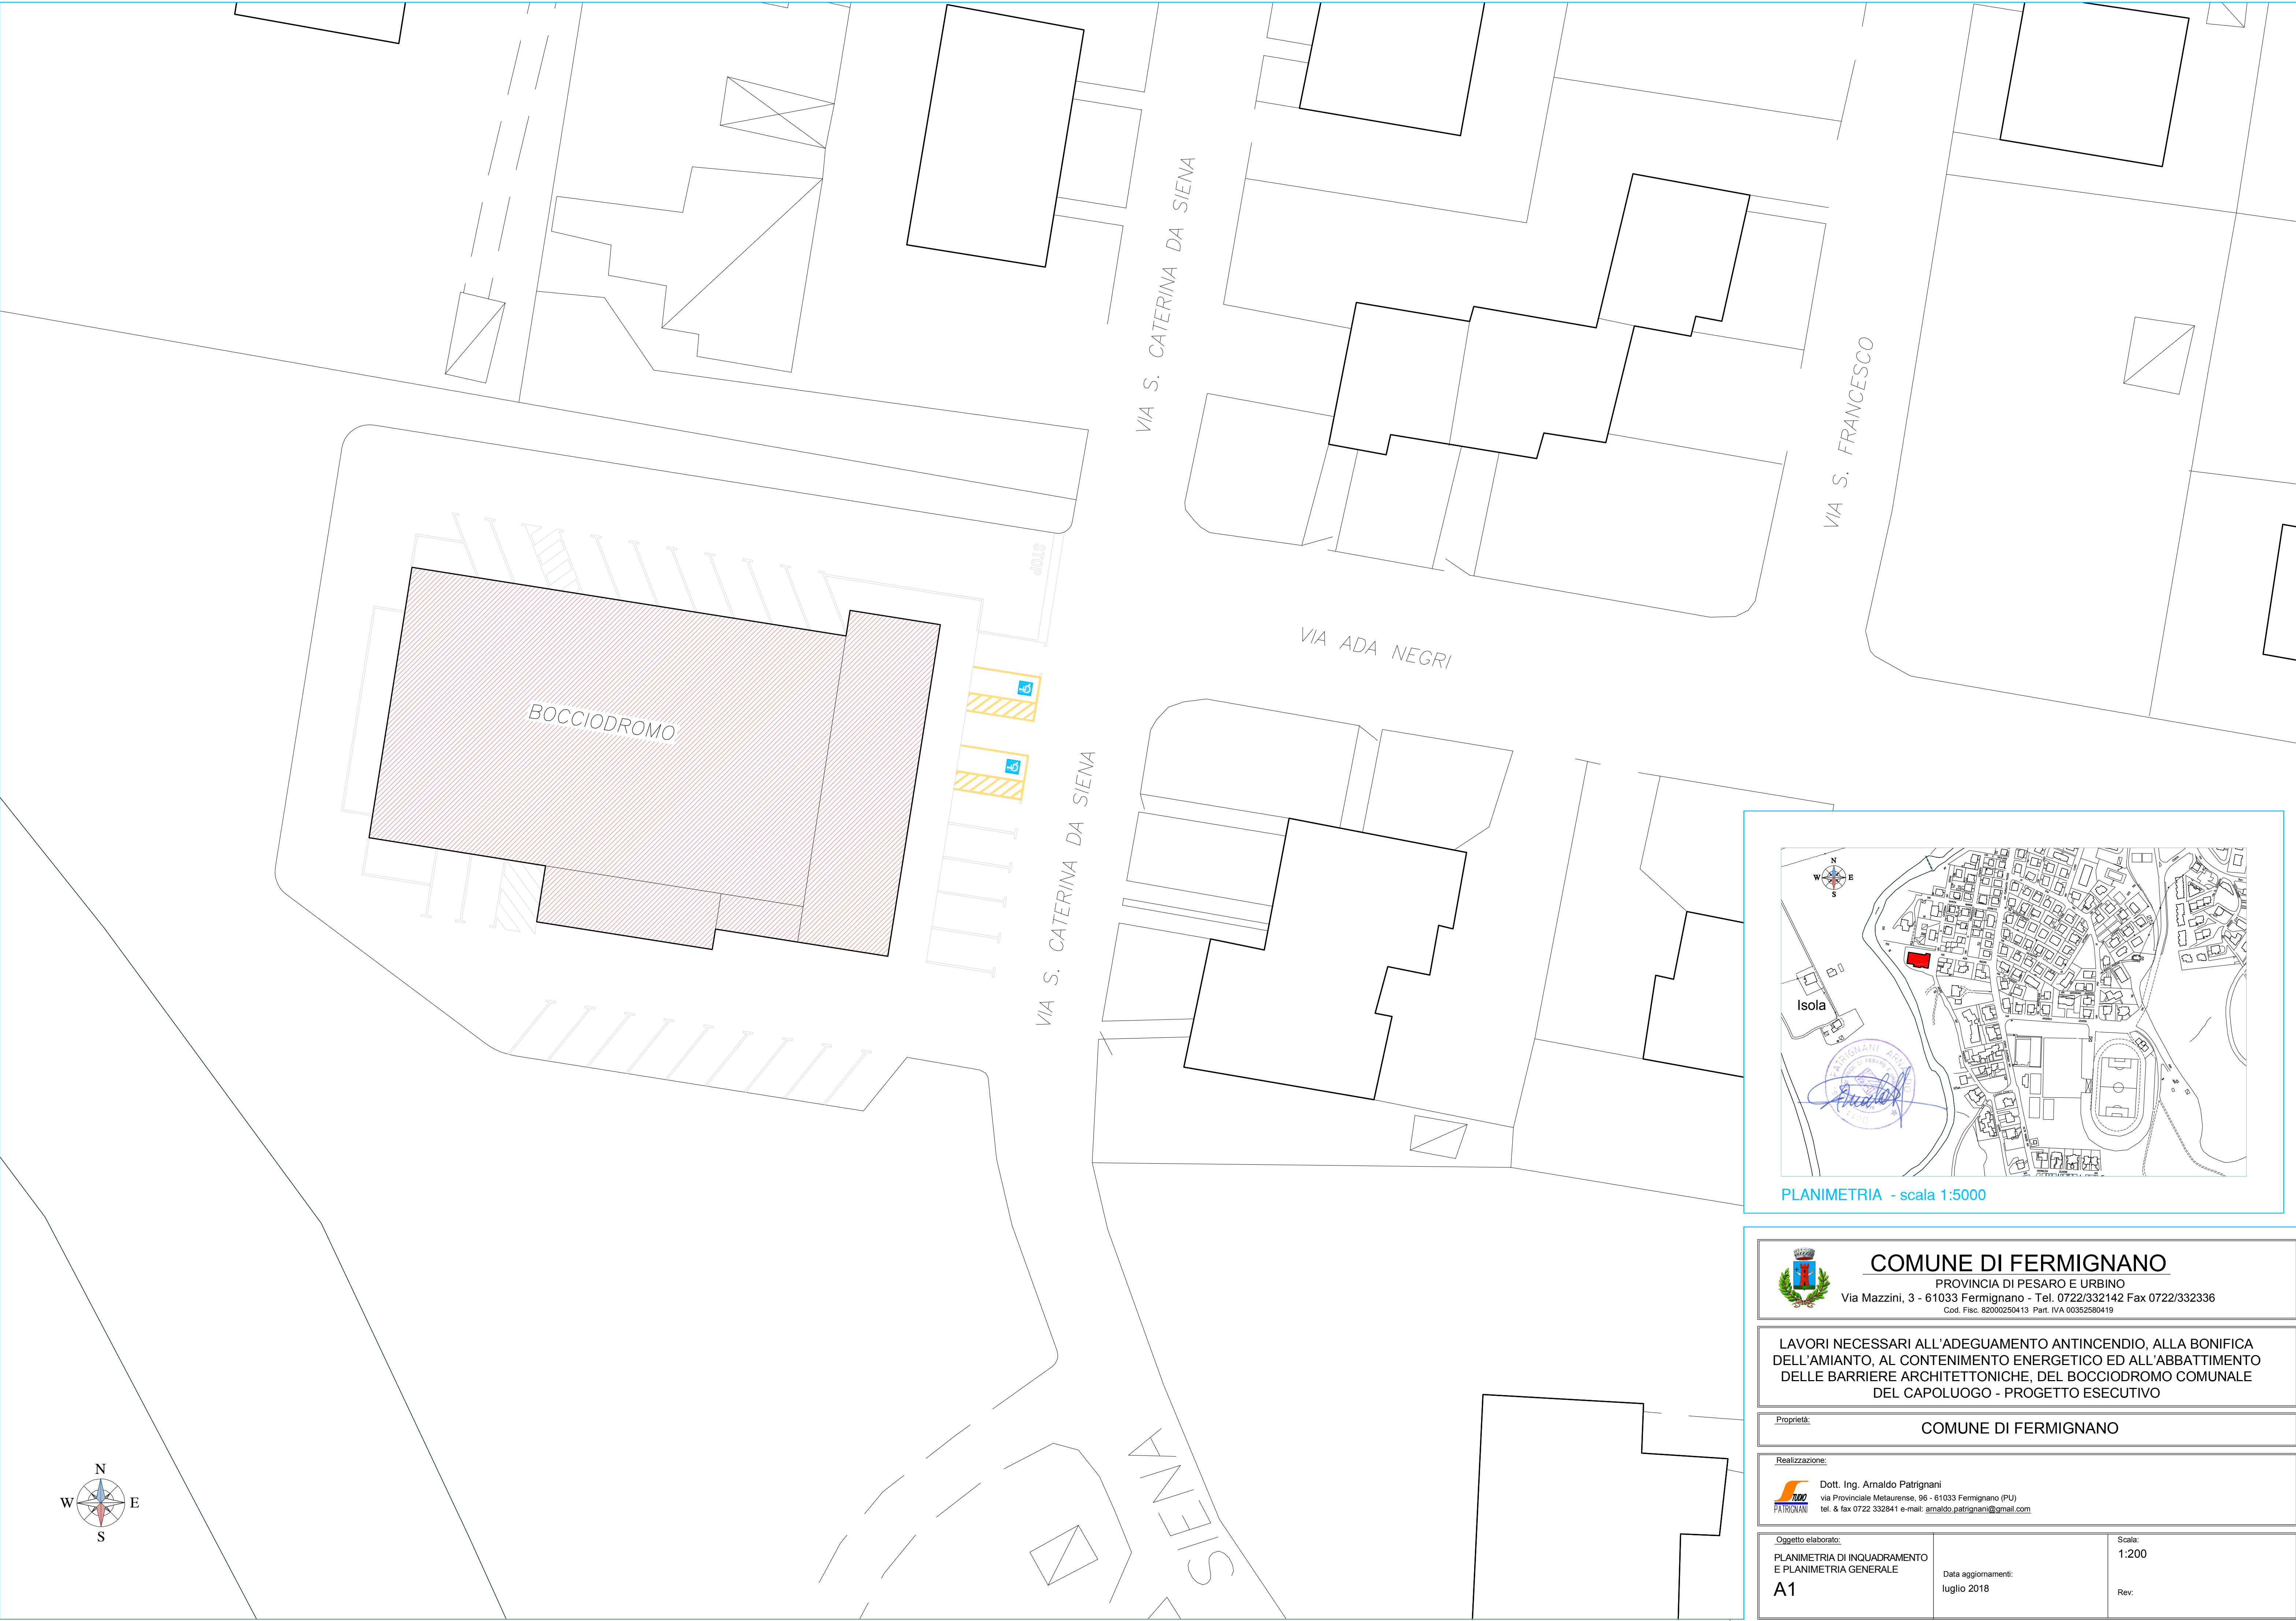 VIA S. CATERINA DA SIENA
VIA S. FRANCESCO
STOP
VIA ADA NEGRI
BOCCIODROMO
VIA S. CATERINA DA SIENA
SIENA
N
W E
S
N
W E
S
Isola
PATRIGNANI ARNALDO
PLANIMETRIA - scala 1:5000
COMUNE DI FERMIGNANO
PROVINCIA DI PESARO E URBINO
Via Mazzini, 3 - 61033 Fermignano - Tel. 0722/332142 Fax 0722/332336
Cod. Fisc. 82000250413 Part. IVA 00352580419
LAVORI NECESSARI ALL'ADEGUAMENTO ANTINCENDIO, ALLA BONIFICA
DELL'AMIANTO, AL CONTENIMENTO ENERGETICO ED ALL'ABBATTIMENTO
DELLE BARRIERE ARCHITETTONICHE, DEL BOCCIODROMO COMUNALE
DEL CAPOLUOGO - PROGETTO ESECUTIVO
Proprietà:
COMUNE DI FERMIGNANO
Realizzazione:
STUDIO
PATRIGNANI
Dott. Ing. Arnaldo Patrignani
via Provinciale Metaurense, 96 - 61033 Fermignano (PU)
tel. & fax 0722 332841 e-mail: arnaldo.patrignani@gmail.com
Oggetto elaborato:
PLANIMETRIA DI INQUADRAMENTO
E PLANIMETRIA GENERALE
A1
Data aggiornamenti:
luglio 2018
Scala:
1:200
Rev: